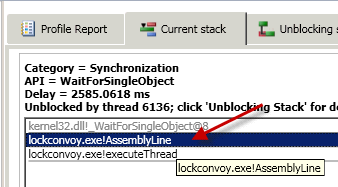 Profile Report
Current stack
Unblocking s
Category = Synchronization
API = WaitForSingleObject
Delay = 2585.0618 ms
Unblocked by thread 6136; click 'Unblocking Stack' for de
kernel32.dll!_WaitForSingleObject@8
lockconvoy.exe!AssemblyLine
lockconvoy.exe!executeThread
lockconvoy.exe!AssemblyLine